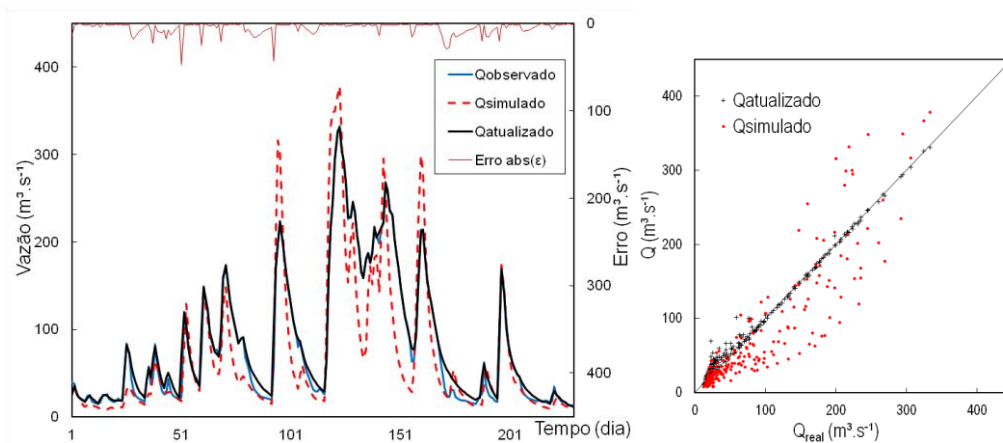 0
400
300
200
100
0
Vazão (m³.s⁻¹)
1
51
101
151
201
Tempo (dia)
0
100
200
300
400
Erro (m³.s⁻¹)
Qobservado
Qsimulado
Qatualizado
Erro abs(ε)
400
300
200
100
0
Q (m³.s⁻¹)
Qatualizado
Qsimulado
0
100
200
300
400
Qreal (m³.s⁻¹)